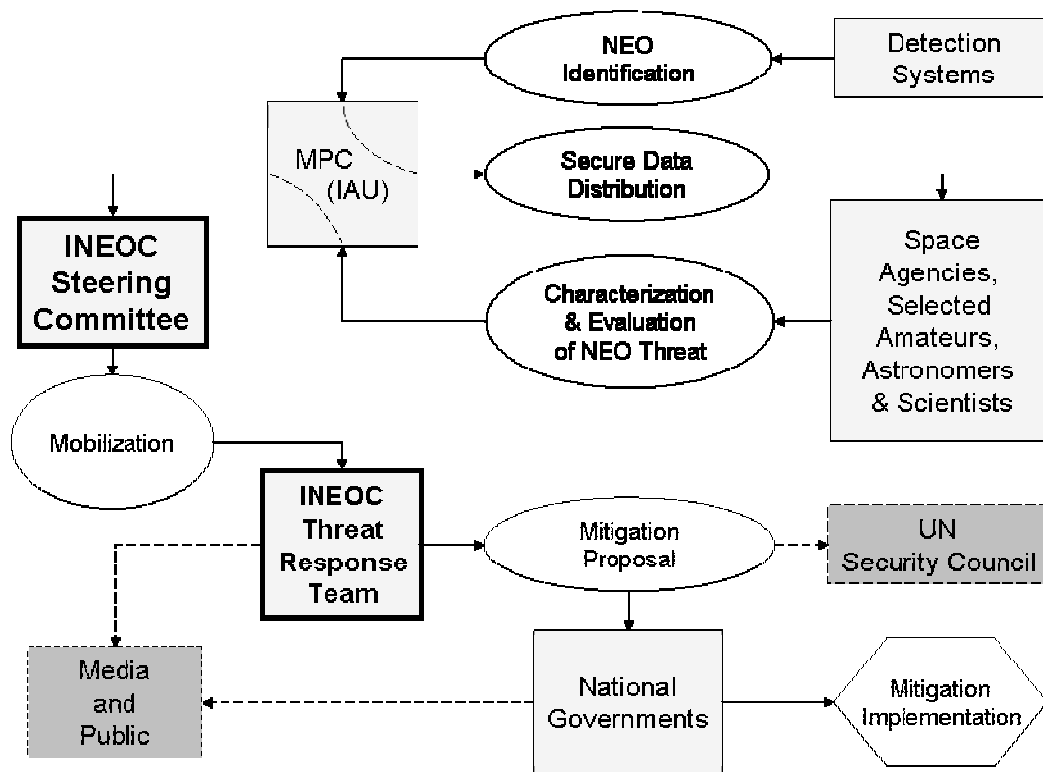 NEO
Identification
Detection
Systems
MPC
(IAU)
Secure Data
Distribution
INEOC
Steering
Committee
Characterization
& Evaluation
of NEO Threat
Space
Agencies,
Selected
Amateurs,
Astronomers
& Scientists
Mobilization
INEOC
Threat
Response
Team
Mitigation
Proposal
UN
Security Council
Media
and
Public
National
Governments
Mitigation
Implementation